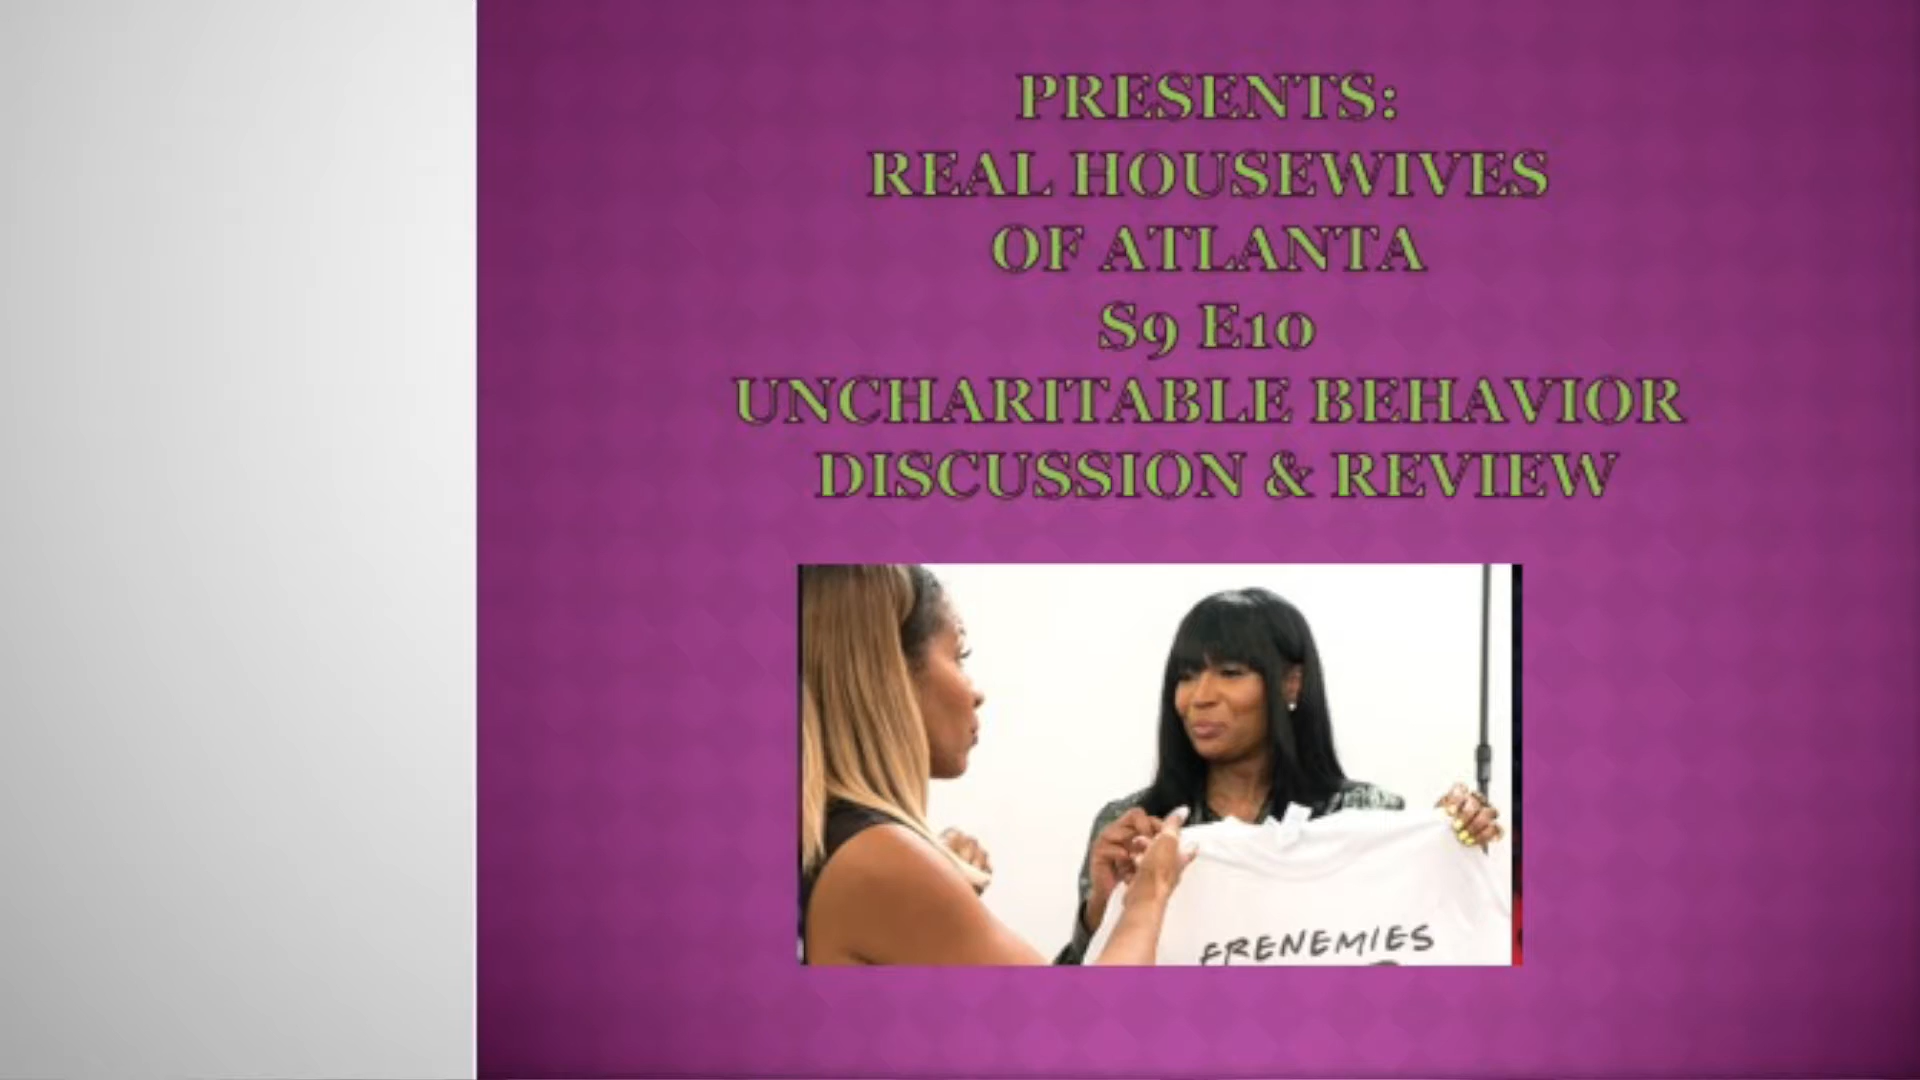 PRESENTS:
REAL HOUSEWIVES
OF ATLANTA
S9 E10
UNCHARITABLE BEHAVIOR
DISCUSSION & REVIEW
FRENEMIES